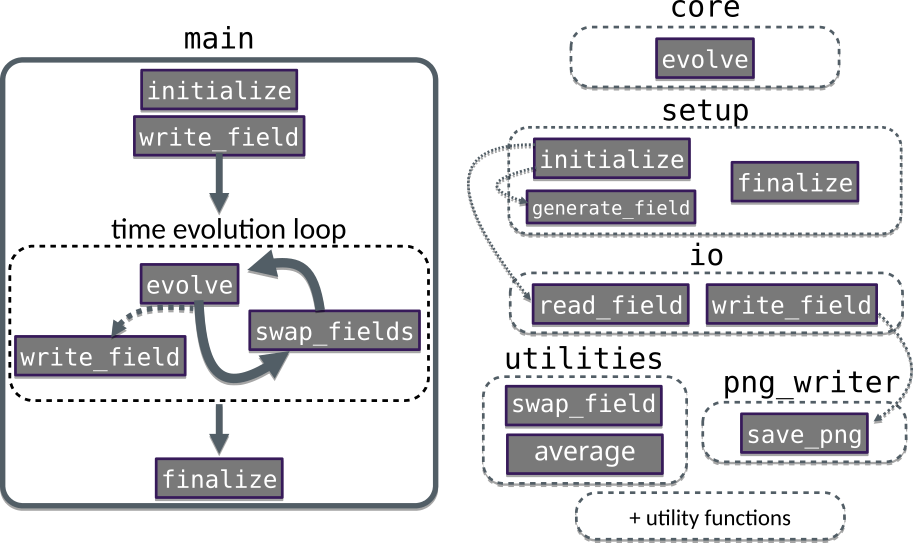 main
initialize
write_field
time evolution loop
evolve
swap_fields
write_field
finalize
core
evolve
setup
initialize
finalize
generate_field
io
read_field
write_field
utilities
swap_field
average
png_writer
save_png
+ utility functions